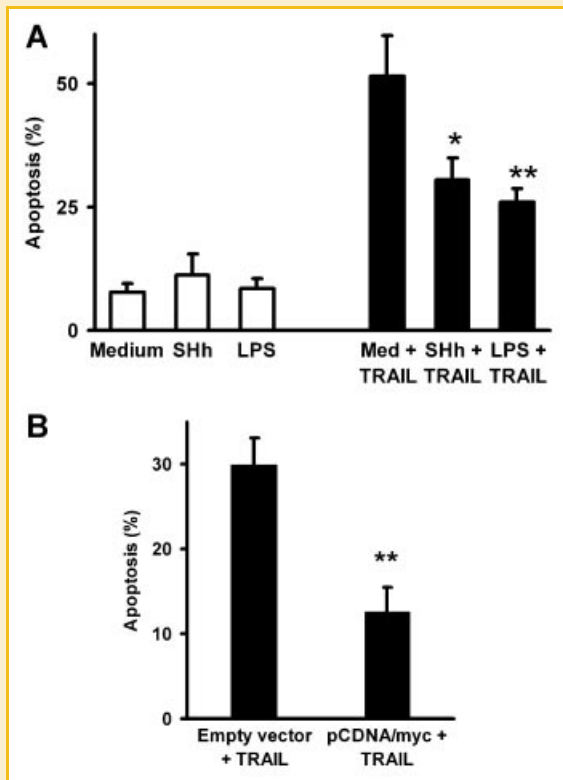 A
Apoptosis (%)
50
25
0
Medium SHh LPS
Med + SHh + LPS +
TRAIL TRAIL TRAIL
*
**
B
Apoptosis (%)
30
20
10
0
**
Empty vector pCDNA/myc +
+ TRAIL TRAIL